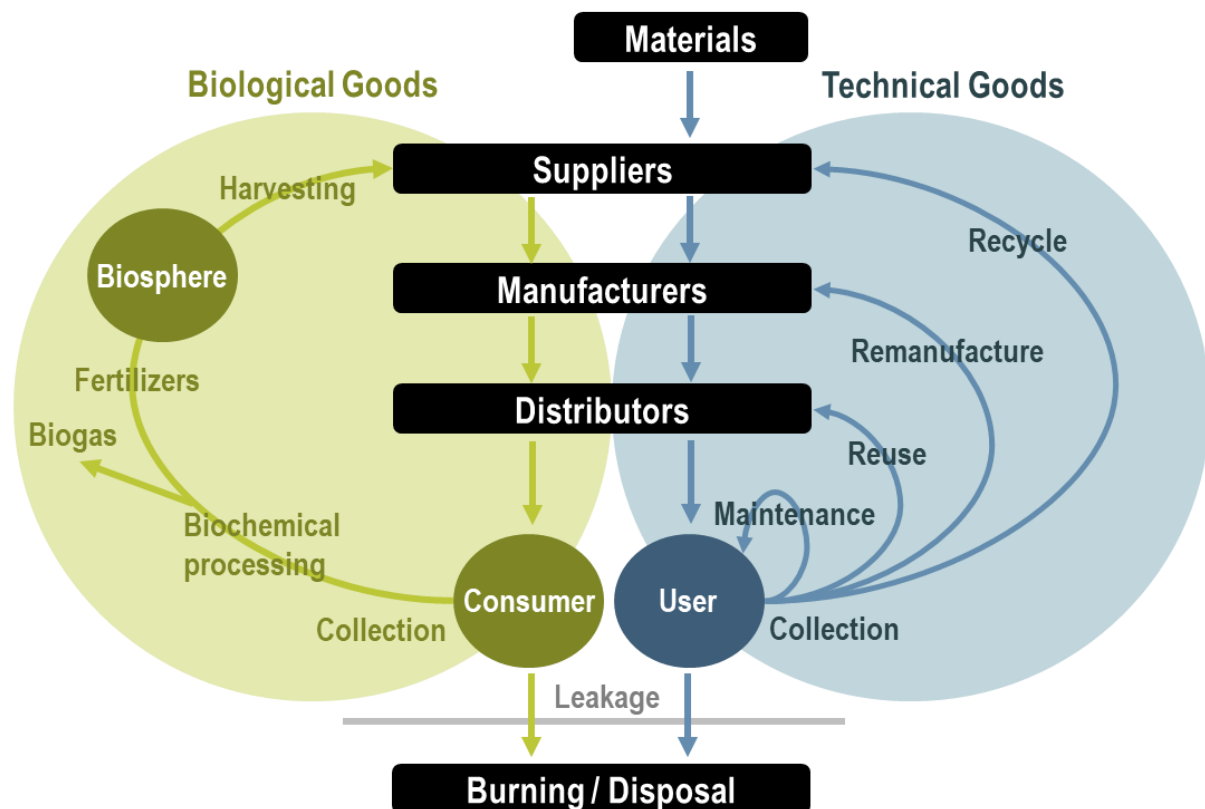 Materials
Biological Goods
Technical Goods
Suppliers
Harvesting
Recycle
Biosphere
Manufacturers
Remanufacture
Fertilizers
Distributors
Biogas
Reuse
Maintenance
Biochemical
processing
Consumer
User
Collection
Collection
Leakage
Burning / Disposal